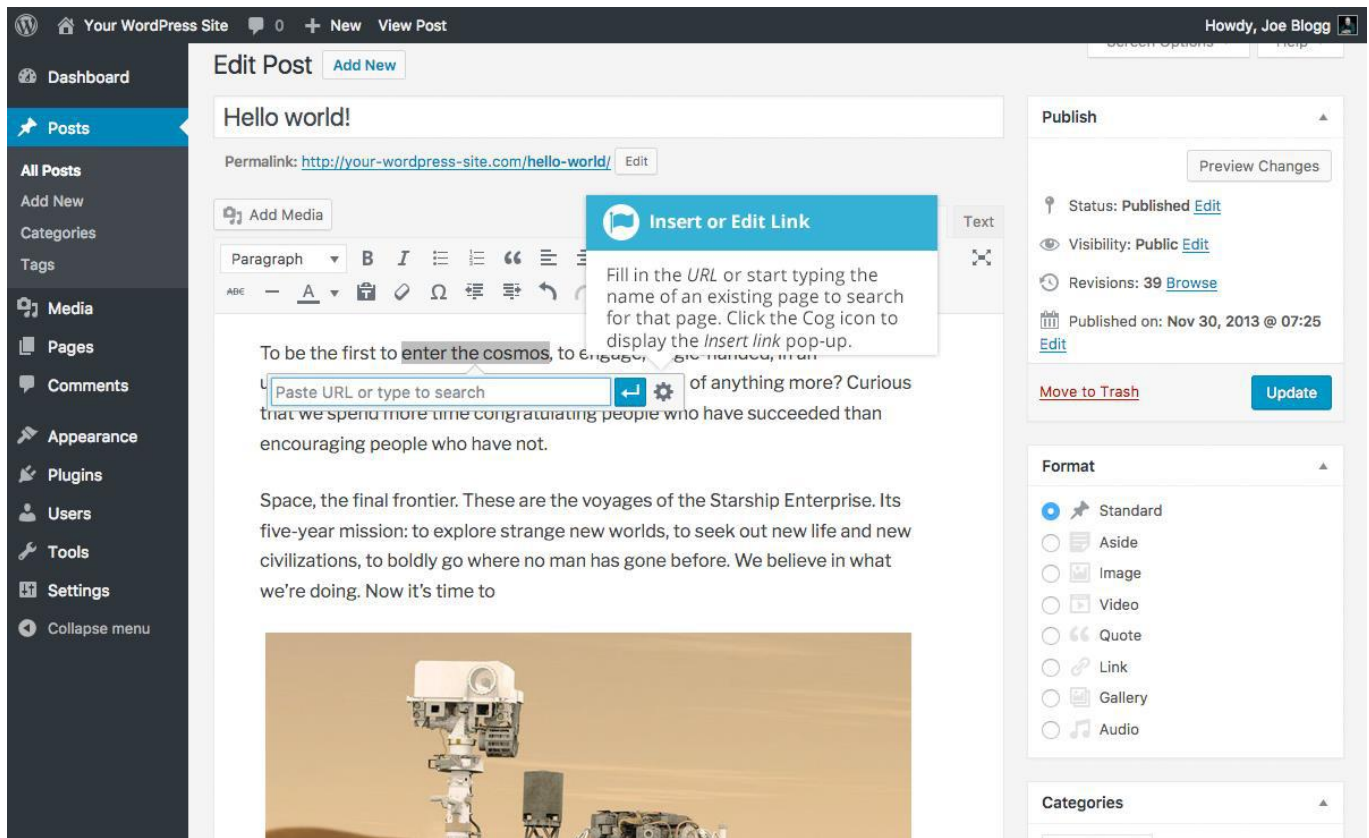 Your WordPress Site 0 + New View Post Howdy, Joe Blogg
Dashboard
Posts
All Posts
Add New
Categories
Tags
Media
Pages
Comments
Appearance
Plugins
Users
Tools
Settings
Collapse menu
Edit Post Add New
Hello world!
Permalink: http://your-wordpress-site.com/hello-world/ Edit
Add Media
Text
Paragraph B I
ABC A Ω
Insert or Edit Link
Fill in the URL or start typing the
name of an existing page to search
for that page. Click the Cog icon to
display the Insert link pop-up.
To be the first to enter the cosmos, to engage, in an
Paste URL or type to search
of anything more? Curious
that we spend more time congratulating people who have succeeded than
encouraging people who have not.
Space, the final frontier. These are the voyages of the Starship Enterprise. Its
five-year mission: to explore strange new worlds, to seek out new life and new
civilizations, to boldly go where no man has gone before. We believe in what
we're doing. Now it's time to
Screen Options Help
Publish
Preview Changes
Status: Published Edit
Visibility: Public Edit
Revisions: 39 Browse
Published on: Nov 30, 2013 @ 07:25
Edit
Move to Trash Update
Format
Standard
Aside
Image
Video
Quote
Link
Gallery
Audio
Categories